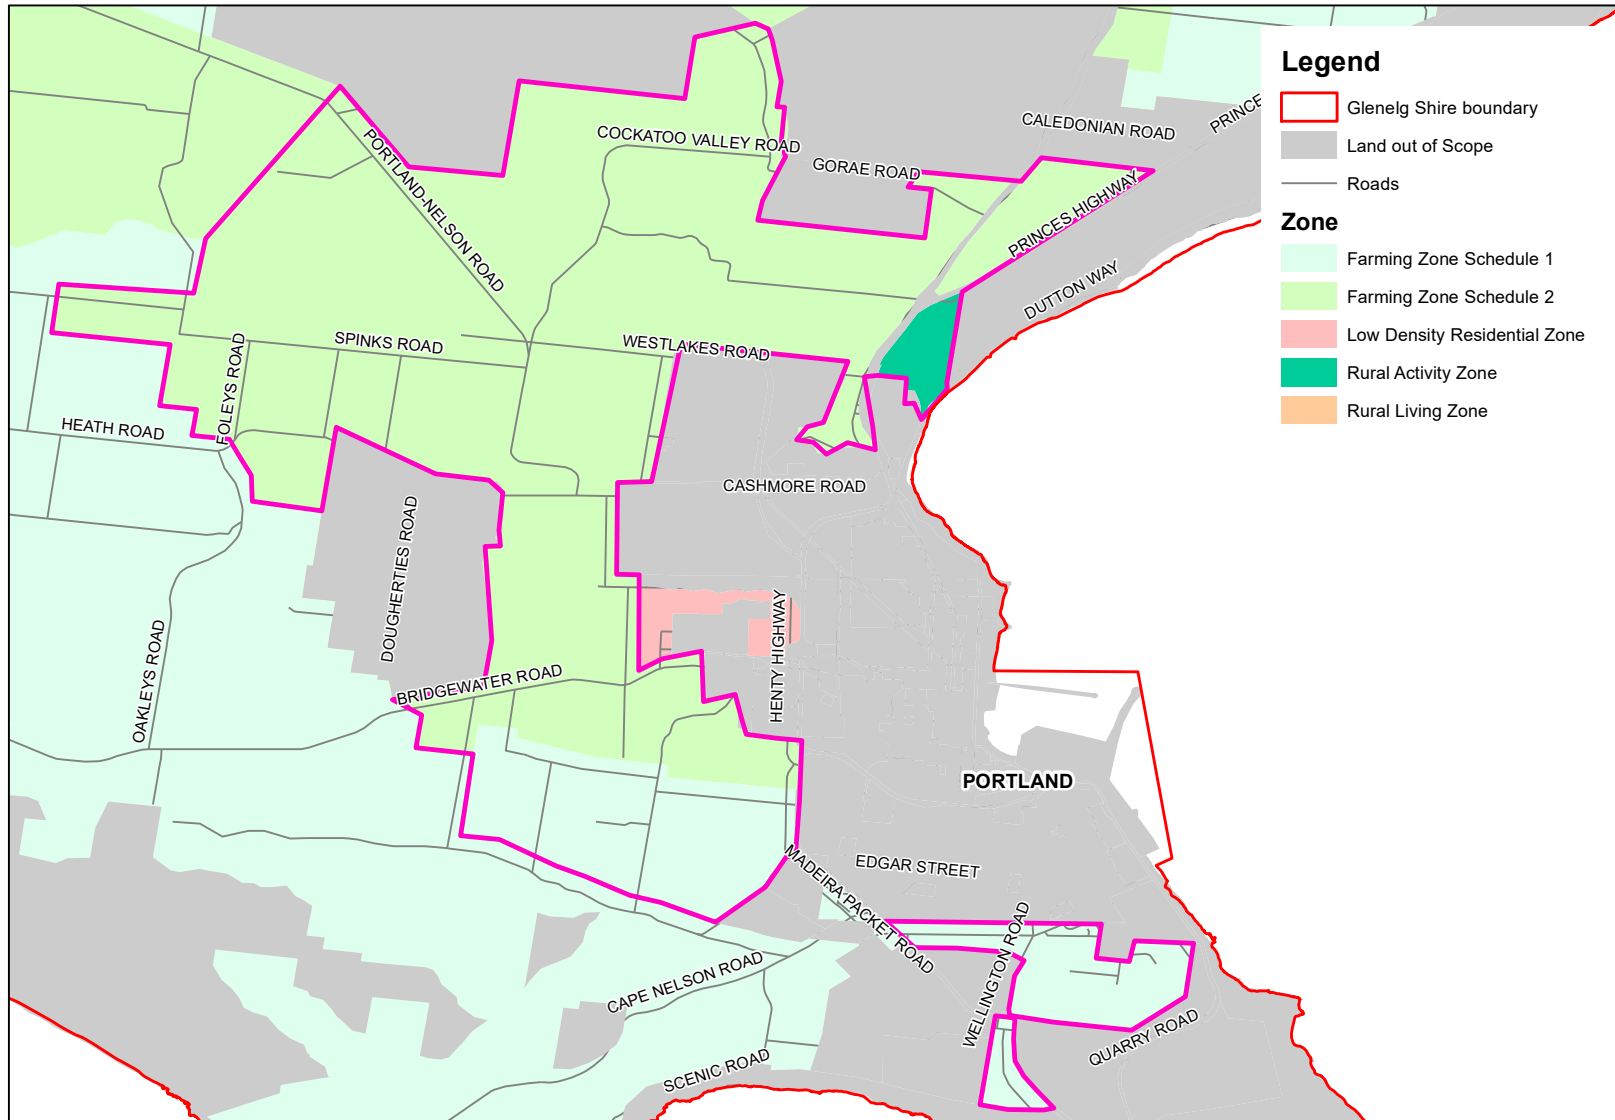 Legend
Glenelg Shire boundary
Land out of Scope
Roads
Zone
Farming Zone Schedule 1
Farming Zone Schedule 2
Low Density Residential Zone
Rural Activity Zone
Rural Living Zone
PRINCE
CALEDONIAN ROAD
COCKATOO VALLEY ROAD
GORAE ROAD
PORTLAND-NELSON ROAD
PRINCES HIGHWAY
DUTTON WAY
SPINKS ROAD
WESTLAKES ROAD
FOLEYS ROAD
HEATH ROAD
CASHMORE ROAD
DOUGHERTIES ROAD
OAKLEYS ROAD
BRIDGEWATER ROAD
HENTY HIGHWAY
PORTLAND
EDGAR STREET
MADEIRA PACKET ROAD
WELLINGTON ROAD
CAPE NELSON ROAD
QUARRY ROAD
SCENIC ROAD